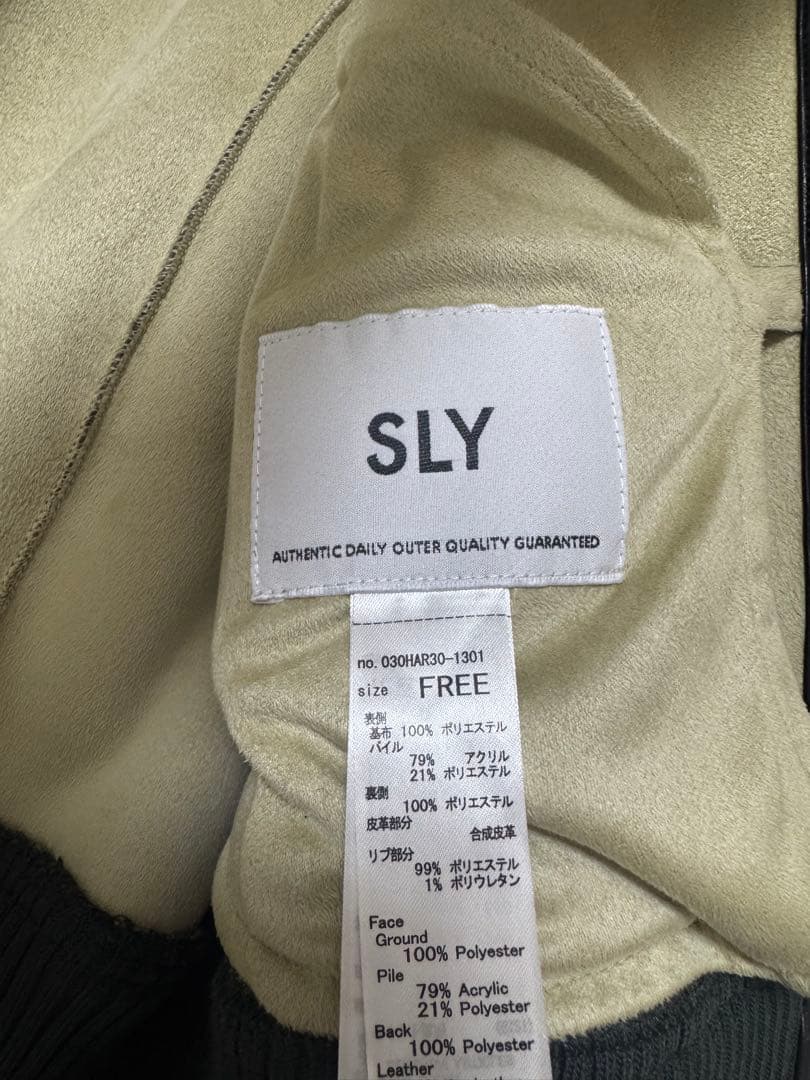 SLY
AUTHENTIC DAILY OUTER QUALITY GUARANTEED
no. 030HAR30-1301
size FREE
表側
基布 100% ポリエステル
パイル
79% アクリル
21% ポリエステル
裏側
100% ポリエステル
皮革部分
合成皮革
リブ部分
99% ポリエステル
1% ポリウレタン
Face
Ground
100% Polyester
Pile
79% Acrylic
21% Polyester
Back
100% Polyester
Leather